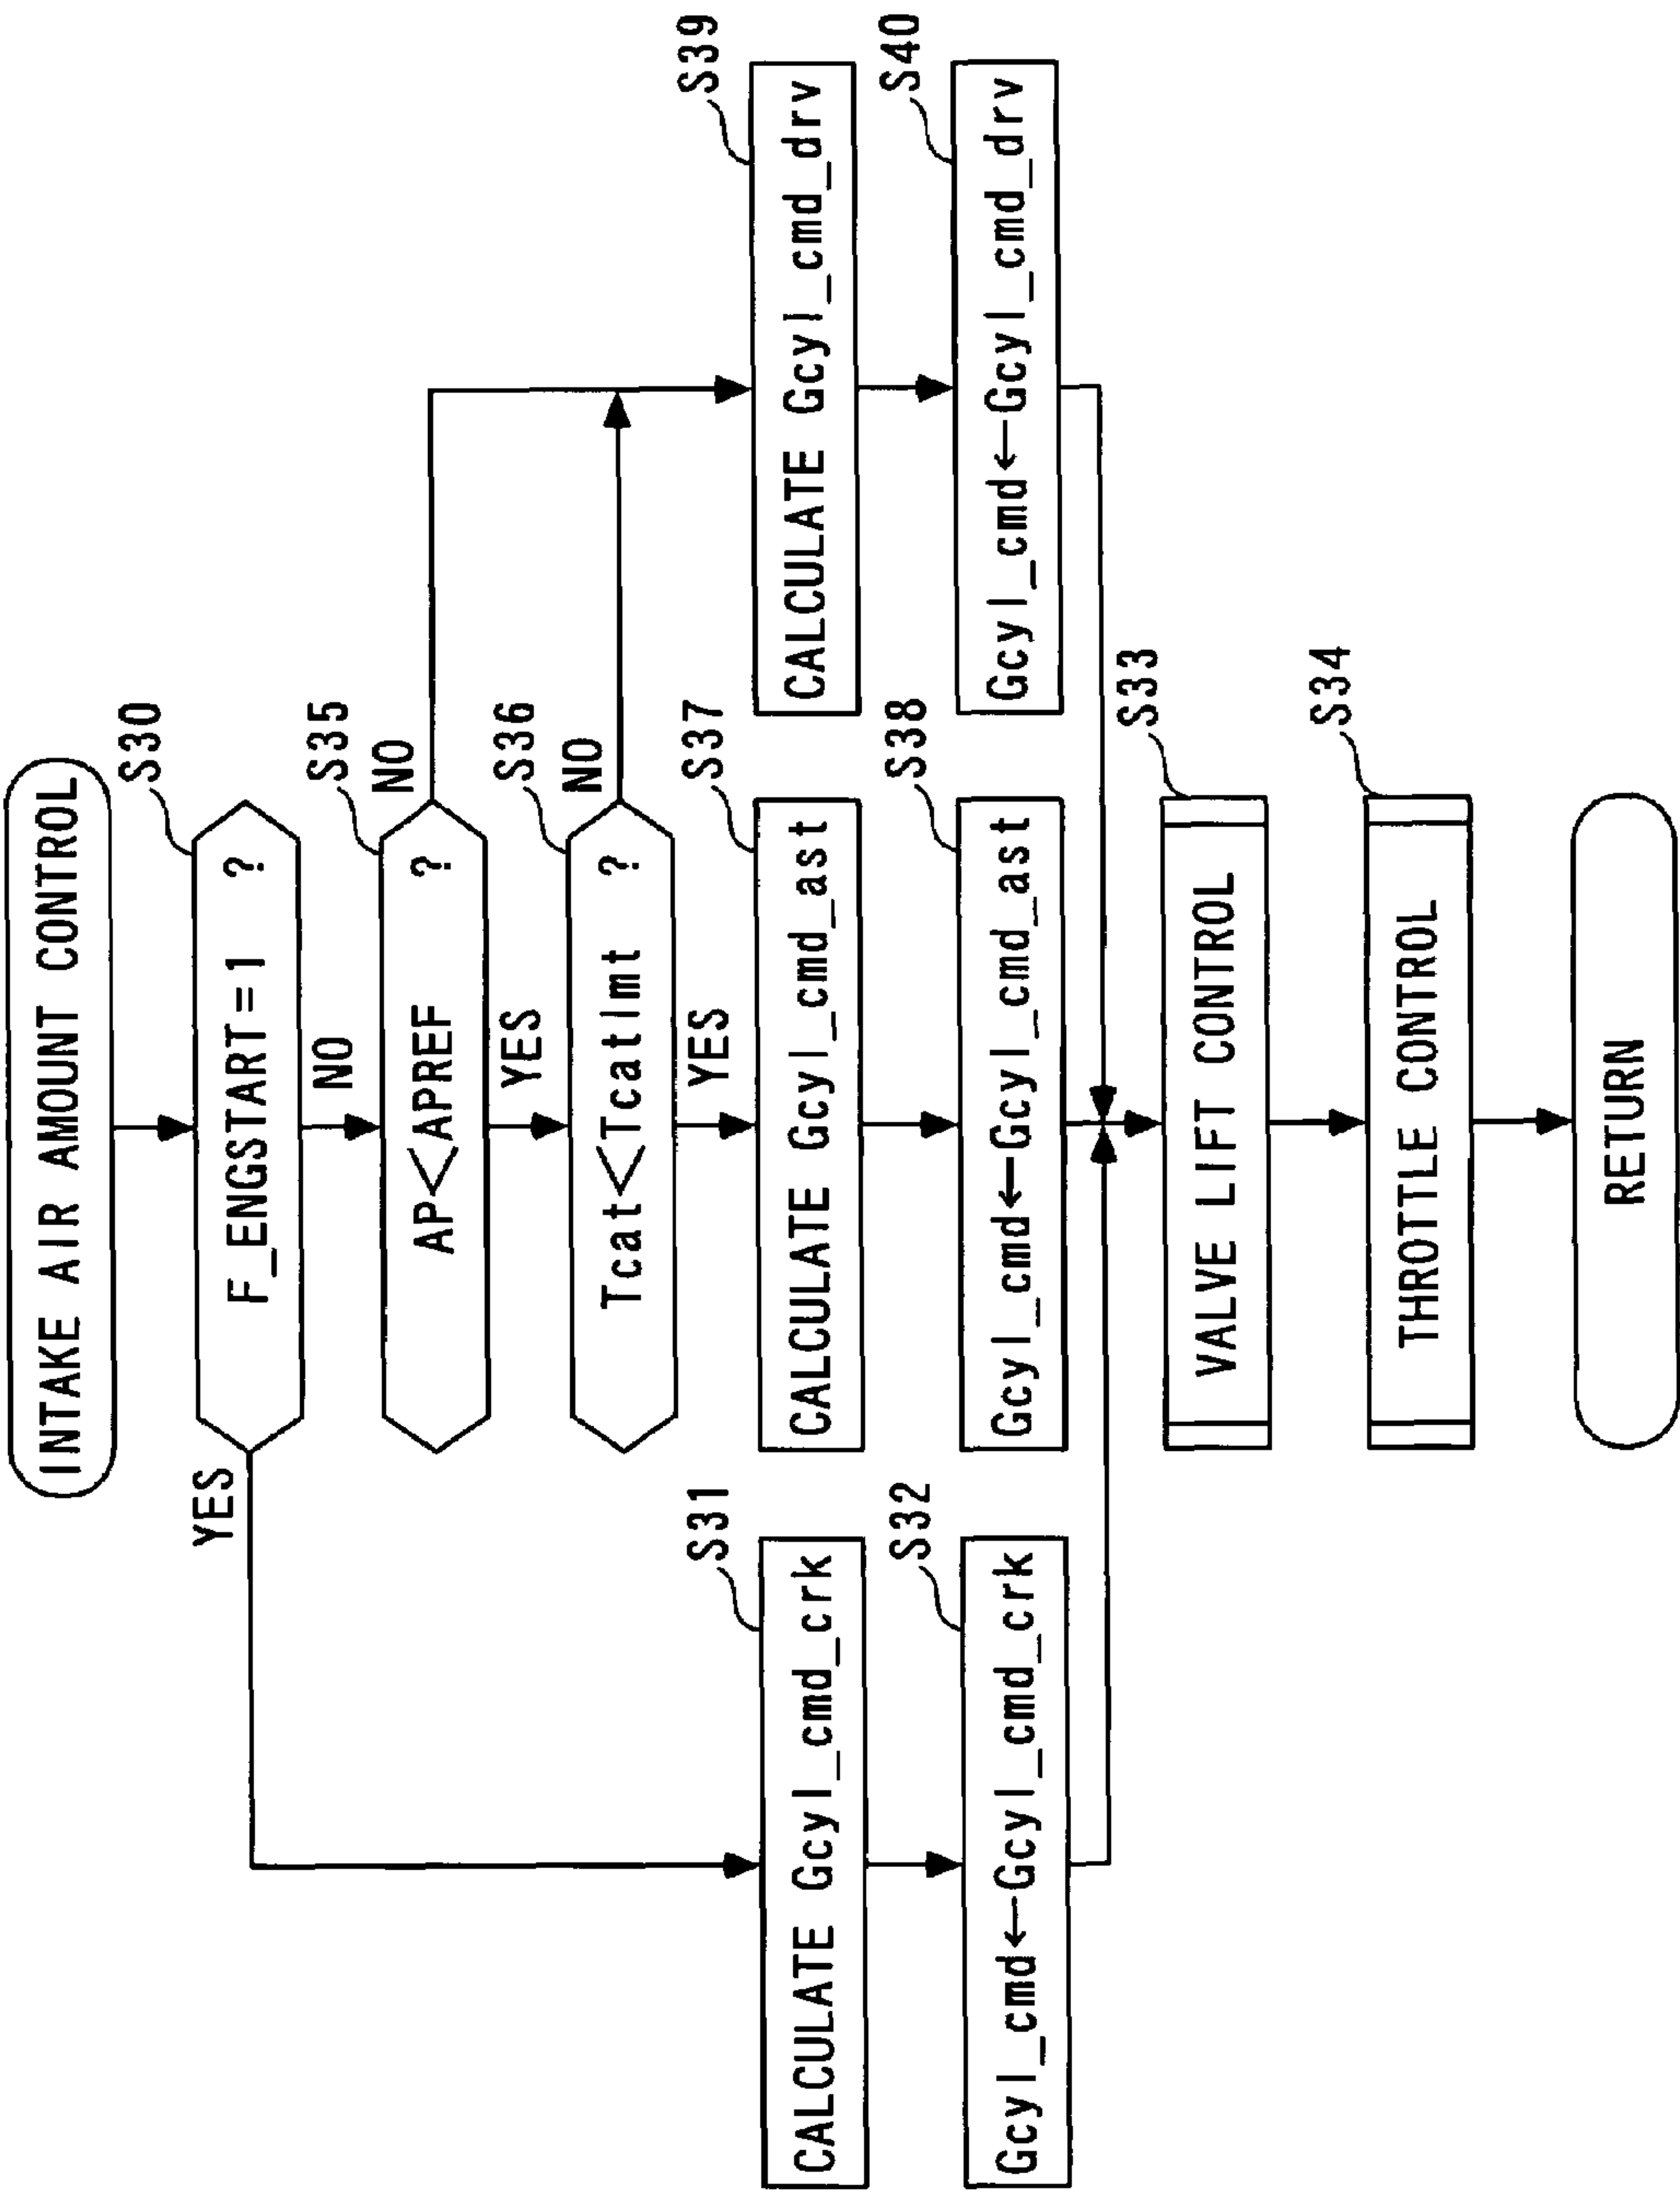 INTAKE AIR AMOUNT CONTROL
S30
F_ENGSTART=1 ?
YES
NO
S35
AP<APREF ?
NO
YES
S36
Tcat<Tcatlmt ?
NO
YES
S31
CALCULATE Gcyl_cmd_crk
S37
CALCULATE Gcyl_cmd_ast
S39
CALCULATE Gcyl_cmd_drv
S32
Gcyl_cmd←Gcyl_cmd_crk
S38
Gcyl_cmd←Gcyl_cmd_ast
S40
Gcyl_cmd←Gcyl_cmd_drv
S33
VALVE LIFT CONTROL
S34
THROTTLE CONTROL
RETURN